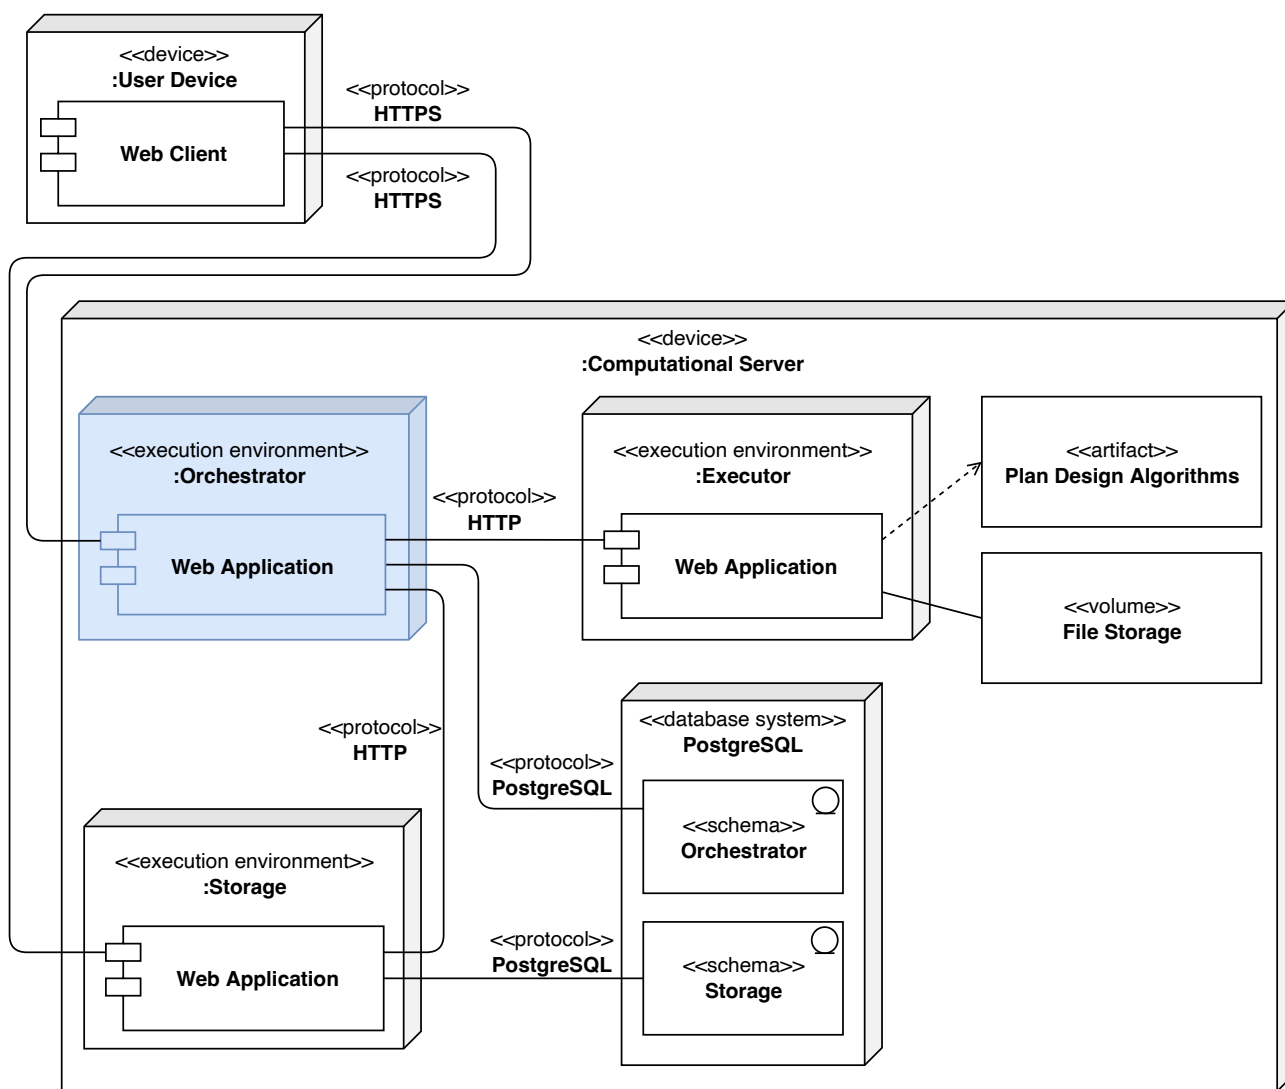 <<device>>
:User Device
Web Client
<<protocol>>
HTTPS
<<protocol>>
HTTPS
<<device>>
:Computational Server
<<execution environment>>
:Orchestrator
Web Application
<<protocol>>
HTTP
<<execution environment>>
:Executor
Web Application
<<artifact>>
Plan Design Algorithms
<<volume>>
File Storage
<<protocol>>
HTTP
<<protocol>>
PostgreSQL
<<database system>>
PostgreSQL
<<schema>>
Orchestrator
<<execution environment>>
:Storage
Web Application
<<protocol>>
PostgreSQL
<<schema>>
Storage